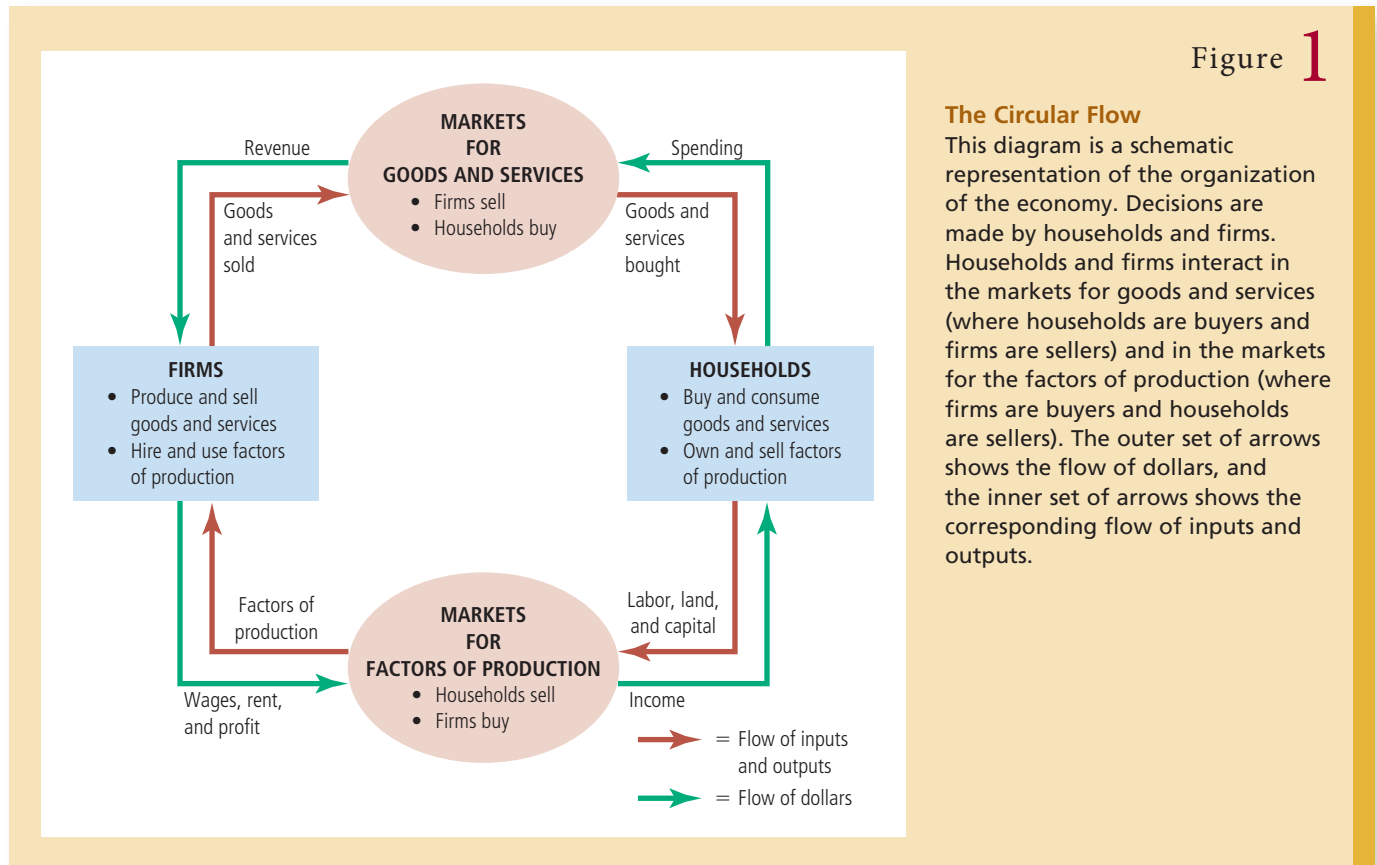 Figure 1
The Circular Flow
This diagram is a schematic
representation of the organization
of the economy. Decisions are
made by households and firms.
Households and firms interact in
the markets for goods and services
(where households are buyers and
firms are sellers) and in the markets
for the factors of production (where
firms are buyers and households
are sellers). The outer set of arrows
shows the flow of dollars, and
the inner set of arrows shows the
corresponding flow of inputs and
outputs.
MARKETS
FOR
GOODS AND SERVICES
• Firms sell
• Households buy
Revenue
Spending
Goods
and services
sold
Goods and
services
bought
FIRMS
• Produce and sell
goods and services
• Hire and use factors
of production
HOUSEHOLDS
• Buy and consume
goods and services
• Own and sell factors
of production
Factors of
production
Labor, land,
and capital
MARKETS
FOR
FACTORS OF PRODUCTION
• Households sell
• Firms buy
Wages, rent,
and profit
Income
= Flow of inputs
and outputs
= Flow of dollars